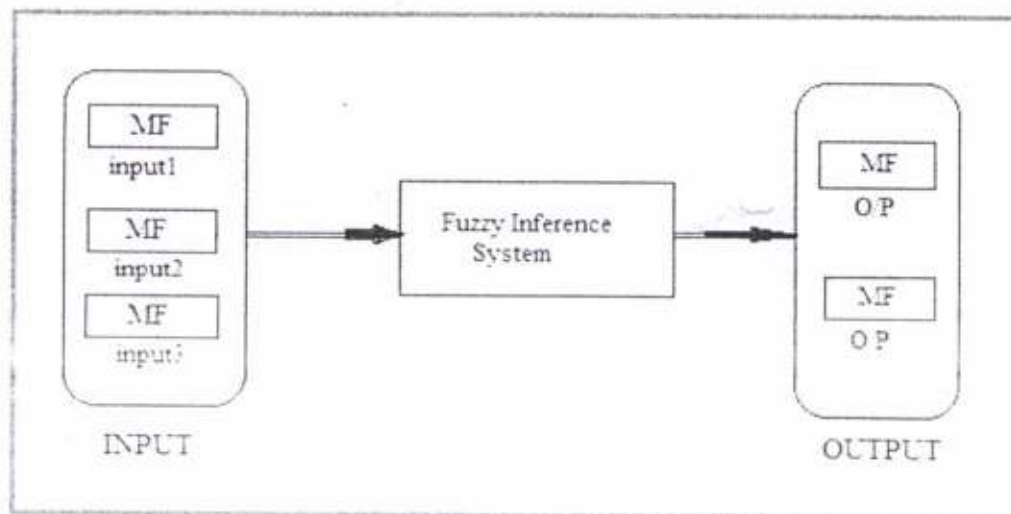 MF
input1
MF
input2
MF
input3
INPUT
Fuzzy Inference
System
MF
O/P
MF
O/P
OUTPUT